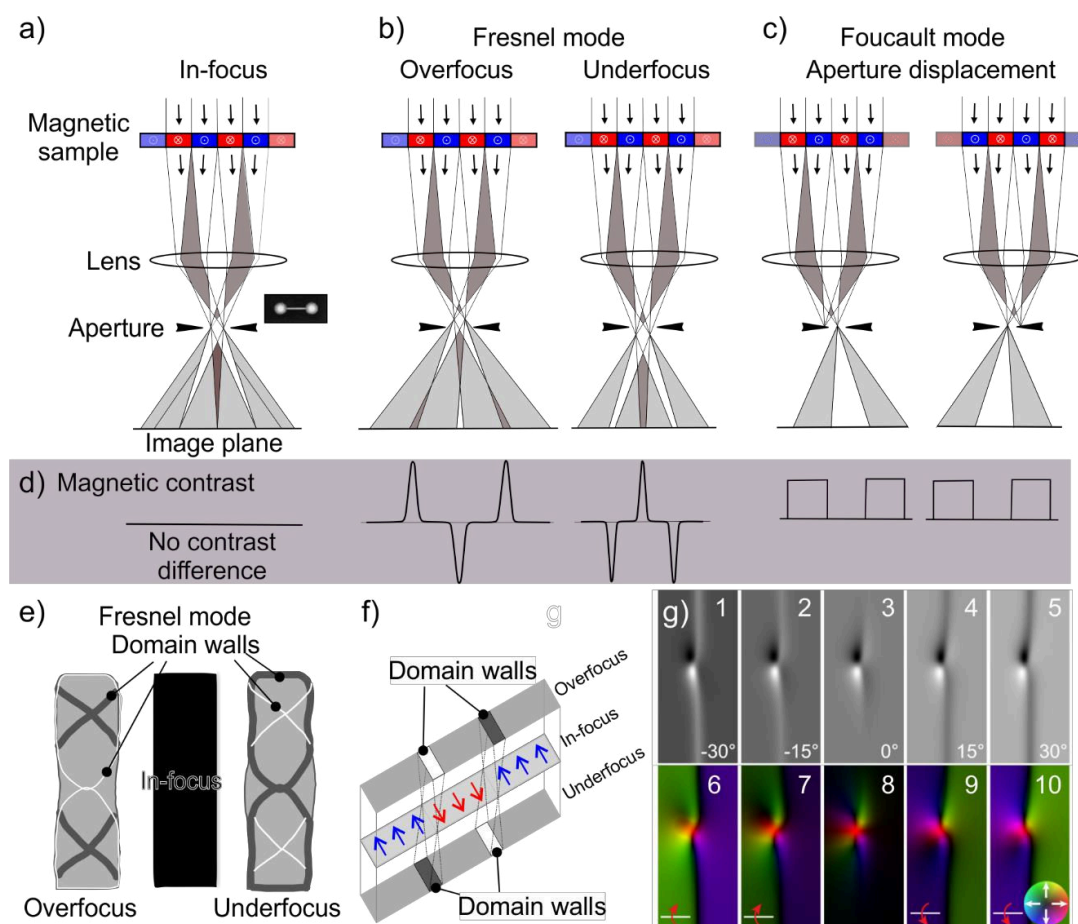 a)
In-focus
Magnetic
sample
Lens
Aperture
Image plane
b)
Fresnel mode
Overfocus
Underfocus
c)
Foucault mode
Aperture displacement
d) Magnetic contrast
No contrast
difference
e)
Fresnel mode
Domain walls
In-focus
Overfocus
Underfocus
f)
g
Domain walls
Overfocus
In-focus
Underfocus
Domain walls
g)
1
2
3
4
5
-30°
-15°
0°
15°
30°
6
7
8
9
10